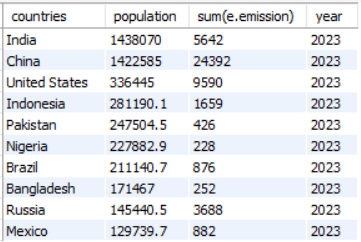 countries population sum(e.emission) year
India 1438070 5642 2023
China 1422585 24392 2023
United States 336445 9590 2023
Indonesia 281190.1 1659 2023
Pakistan 247504.5 426 2023
Nigeria 227882.9 228 2023
Brazil 211140.7 876 2023
Bangladesh 171467 252 2023
Russia 145440.5 3688 2023
Mexico 129739.7 882 2023